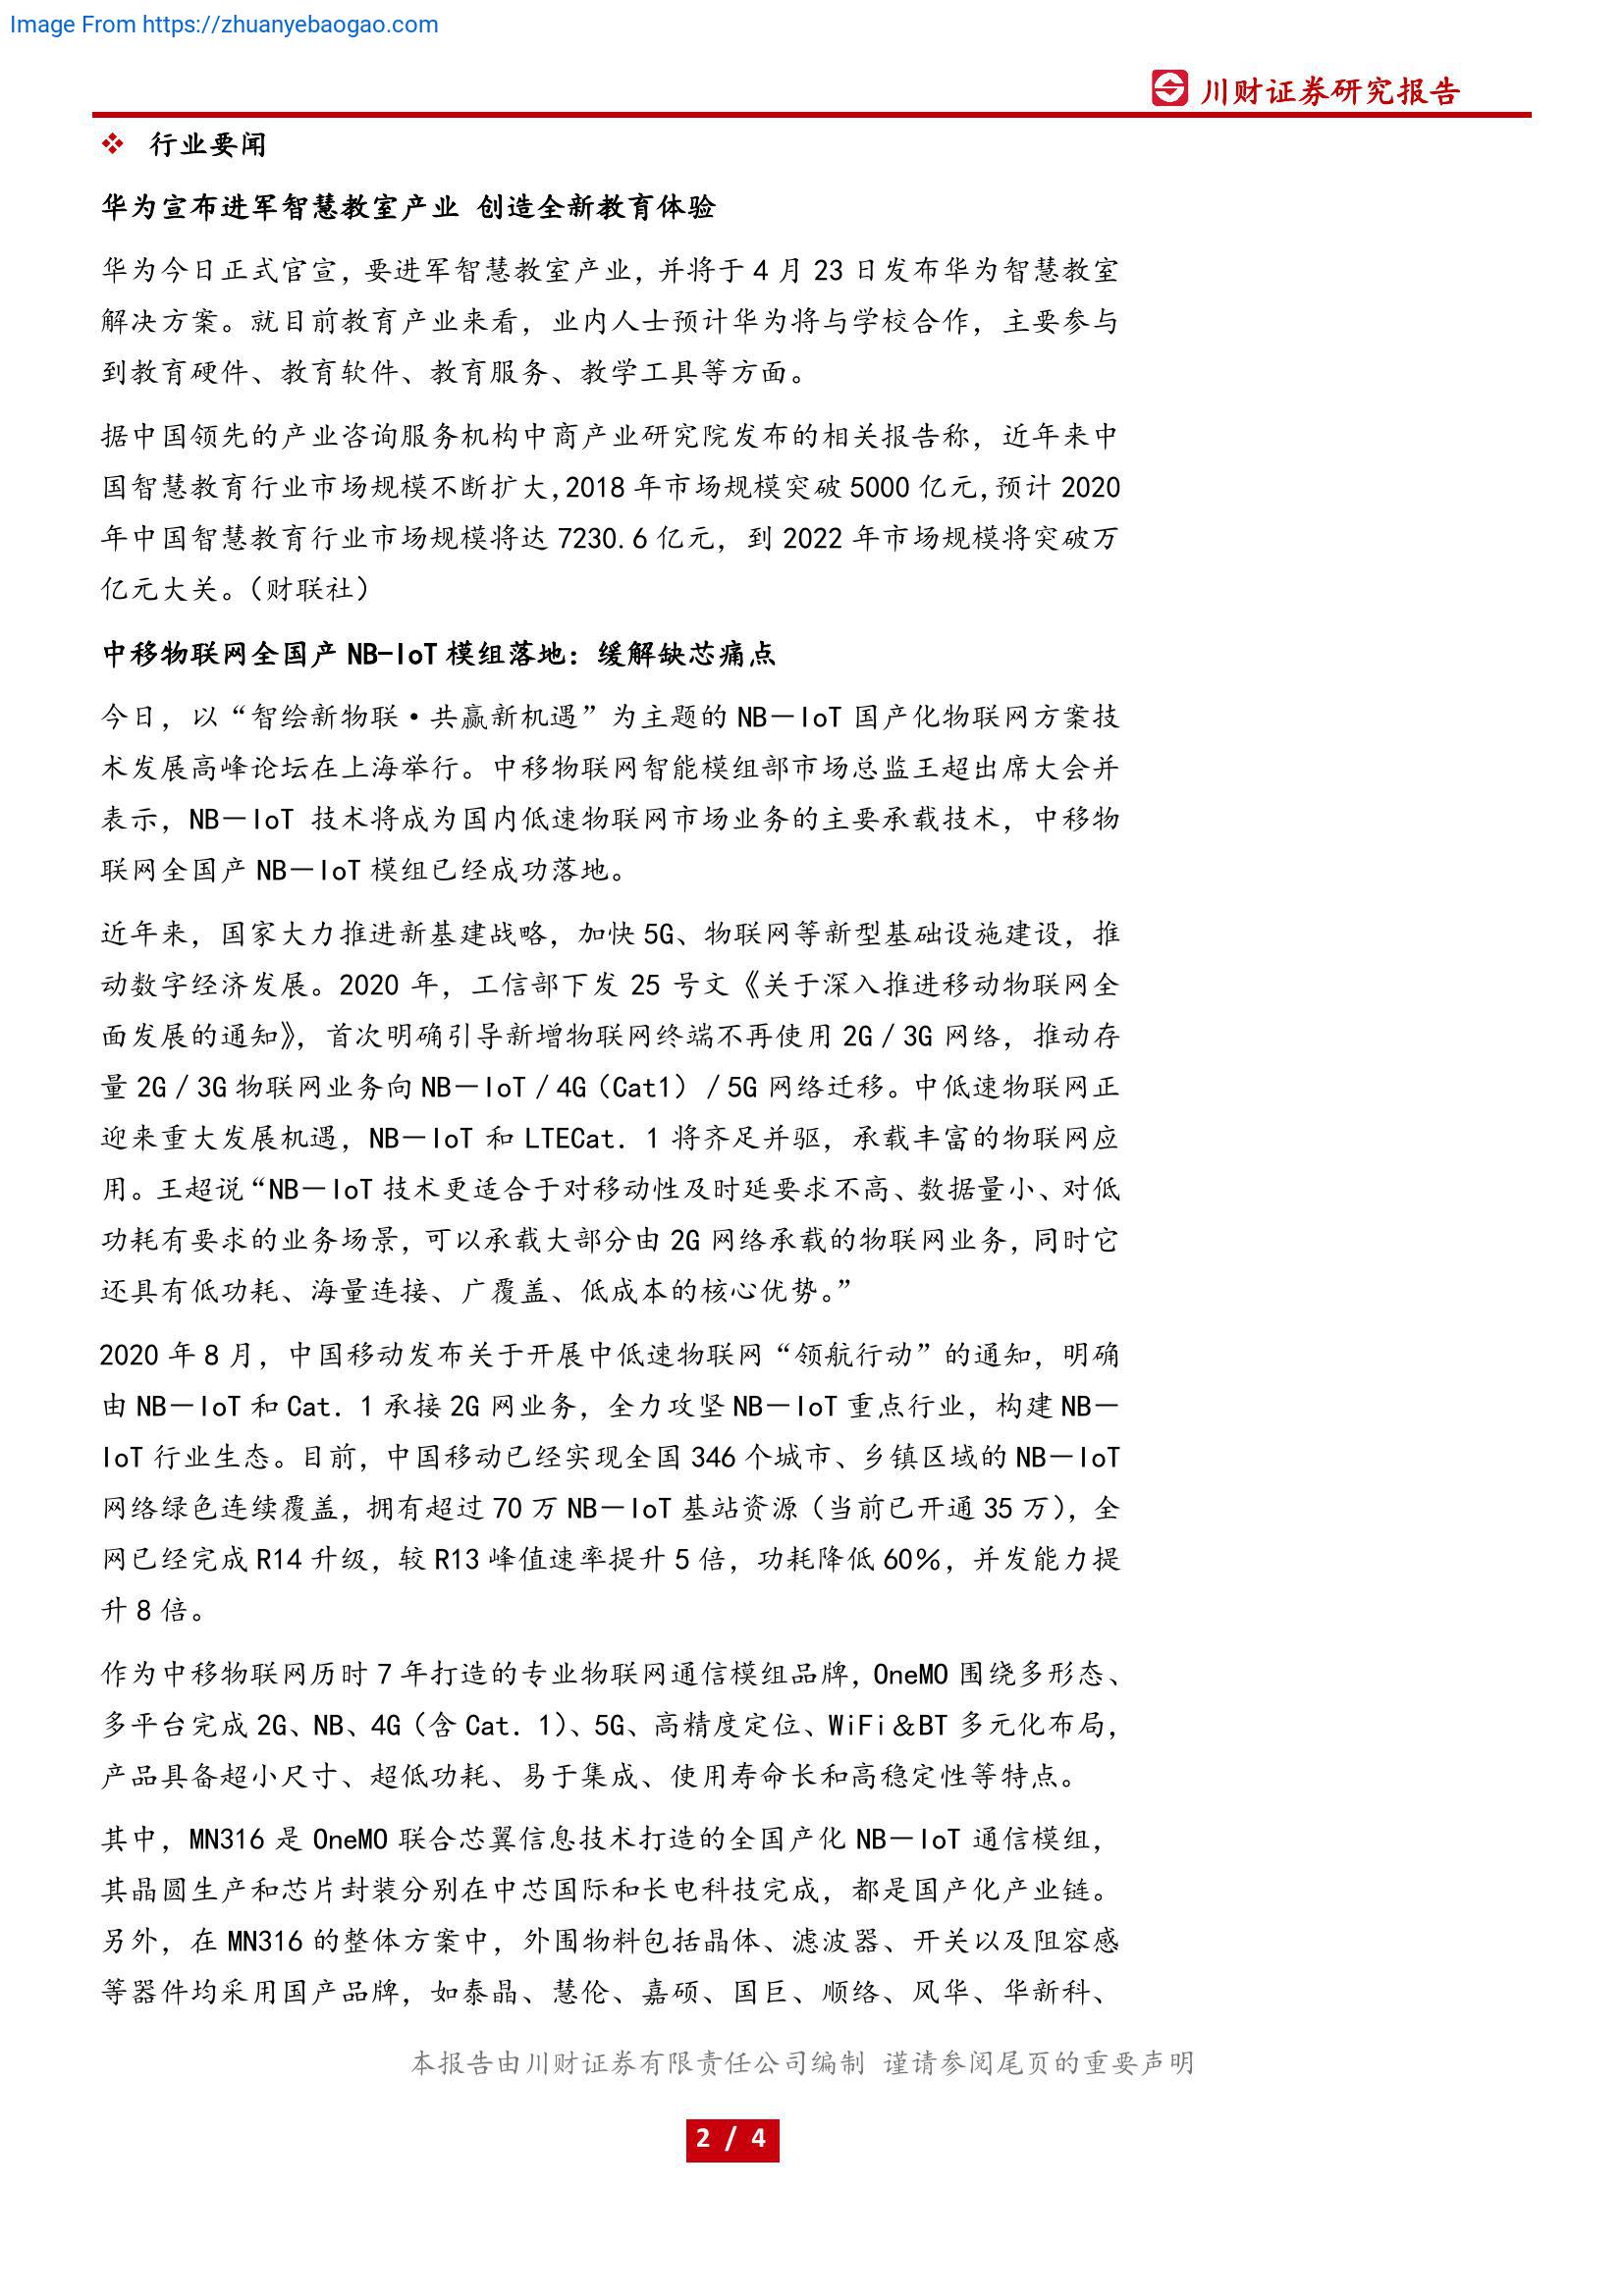 Image From https://zhuanyebaogao.com
川财证券研究报告
❖ 行业要闻
华为宣布进军智慧教室产业 创造全新教育体验
华为今日正式官宣，要进军智慧教室产业，并将于 4 月 23 日发布华为智慧教室
解决方案。就目前教育产业来看，业内人士预计华为将与学校合作，主要参与
到教育硬件、教育软件、教育服务、教学工具等方面。
据中国领先的产业咨询服务机构中商产业研究院发布的相关报告称，近年来中
国智慧教育行业市场规模不断扩大，2018 年市场规模突破 5000 亿元，预计 2020
年中国智慧教育行业市场规模将达 7230.6 亿元，到 2022 年市场规模将突破万
亿元大关。（财联社）
中移物联网全国产 NB-IoT 模组落地：缓解缺芯痛点
今日，以“智绘新物联·共赢新机遇”为主题的 NB－IoT 国产化物联网方案技
术发展高峰论坛在上海举行。中移物联网智能模组部市场总监王超出席大会并
表示，NB－IoT 技术将成为国内低速物联网市场业务的主要承载技术，中移物
联网全国产 NB－IoT 模组已经成功落地。
近年来，国家大力推进新基建战略，加快 5G、物联网等新型基础设施建设，推
动数字经济发展。2020 年，工信部下发 25 号文《关于深入推进移动物联网全
面发展的通知》，首次明确引导新增物联网终端不再使用 2G／3G 网络，推动存
量 2G／3G 物联网业务向 NB－IoT／4G（Cat1）／5G 网络迁移。中低速物联网正
迎来重大发展机遇，NB－IoT 和 LTECat．1 将齐足并驱，承载丰富的物联网应
用。王超说“NB－IoT 技术更适合于对移动性及时延要求不高、数据量小、对低
功耗有要求的业务场景，可以承载大部分由 2G 网络承载的物联网业务，同时它
还具有低功耗、海量连接、广覆盖、低成本的核心优势。”
2020 年 8 月，中国移动发布关于开展中低速物联网“领航行动”的通知，明确
由 NB－IoT 和 Cat．1 承接 2G 网业务，全力攻坚 NB－IoT 重点行业，构建 NB－
IoT 行业生态。目前，中国移动已经实现全国 346 个城市、乡镇区域的 NB－IoT
网络绿色连续覆盖，拥有超过 70 万 NB－IoT 基站资源（当前已开通 35 万），全
网已经完成 R14 升级，较 R13 峰值速率提升 5 倍，功耗降低 60％，并发能力提
升 8 倍。
作为中移物联网历时 7 年打造的专业物联网通信模组品牌，OneMO 围绕多形态、
多平台完成 2G、NB、4G（含 Cat．1）、5G、高精度定位、WiFi＆BT 多元化布局，
产品具备超小尺寸、超低功耗、易于集成、使用寿命长和高稳定性等特点。
其中，MN316 是 OneMO 联合芯翼信息技术打造的全国产化 NB－IoT 通信模组，
其晶圆生产和芯片封装分别在中芯国际和长电科技完成，都是国产化产业链。
另外，在 MN316 的整体方案中，外围物料包括晶体、滤波器、开关以及阻容感
等器件均采用国产品牌，如泰晶、慧伦、嘉硕、国巨、顺络、风华、华新科、
本报告由川财证券有限责任公司编制 谨请参阅尾页的重要声明
2 / 4